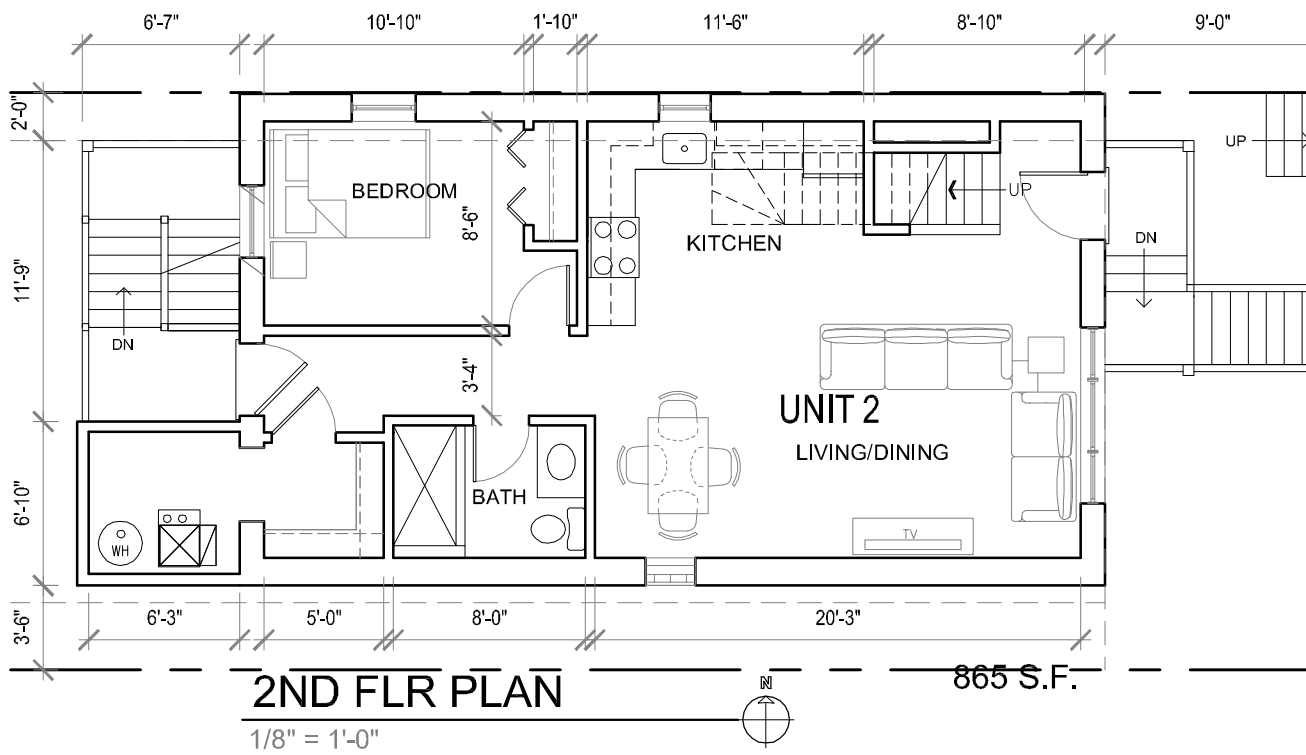 6'-7"
10'-10"
1'-10"
11'-6"
8'-10"
9'-0"
2'-0"
11'-9"
6'-10"
3'-6"
BEDROOM
8'-6"
KITCHEN
UP
UP
DN
DN
3'-4"
UNIT 2
LIVING/DINING
BATH
WH
TV
6'-3"
5'-0"
8'-0"
20'-3"
2ND FLR PLAN
N
865 S.F.
1/8" = 1'-0"